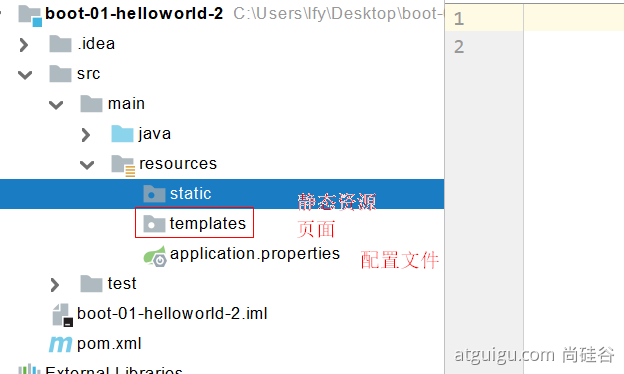 boot-01-helloworld-2 C:\Users\lfy\Desktop\boot-
.idea
src
main
java
resources
static 静态资源
templates 页面
application.properties 配置文件
test
boot-01-helloworld-2.iml
pom.xml
External Libraries
1
2
atguigu.com 尚硅谷